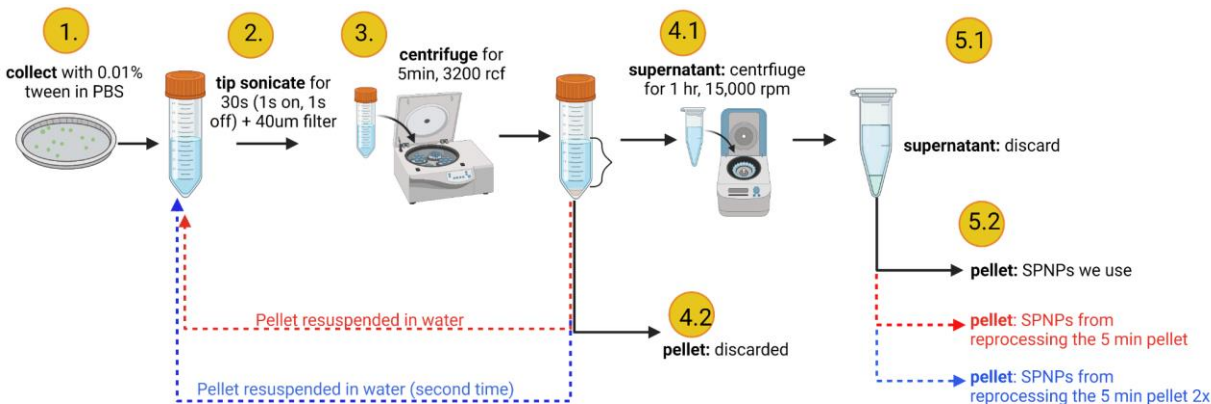 1.
collect with 0.01%
tween in PBS
2.
tip sonicate for
30s (1s on, 1s
off) + 40um filter
3.
centrifuge for
5min, 3200 rcf
4.1
supernatant: centrfiuge
for 1 hr, 15,000 rpm
5.1
supernatant: discard
5.2
pellet: SPNPs we use
pellet: SPNPs from
reprocessing the 5 min pellet
pellet: SPNPs from
reprocessing the 5 min pellet 2x
4.2
pellet: discarded
Pellet resuspended in water
Pellet resuspended in water (second time)